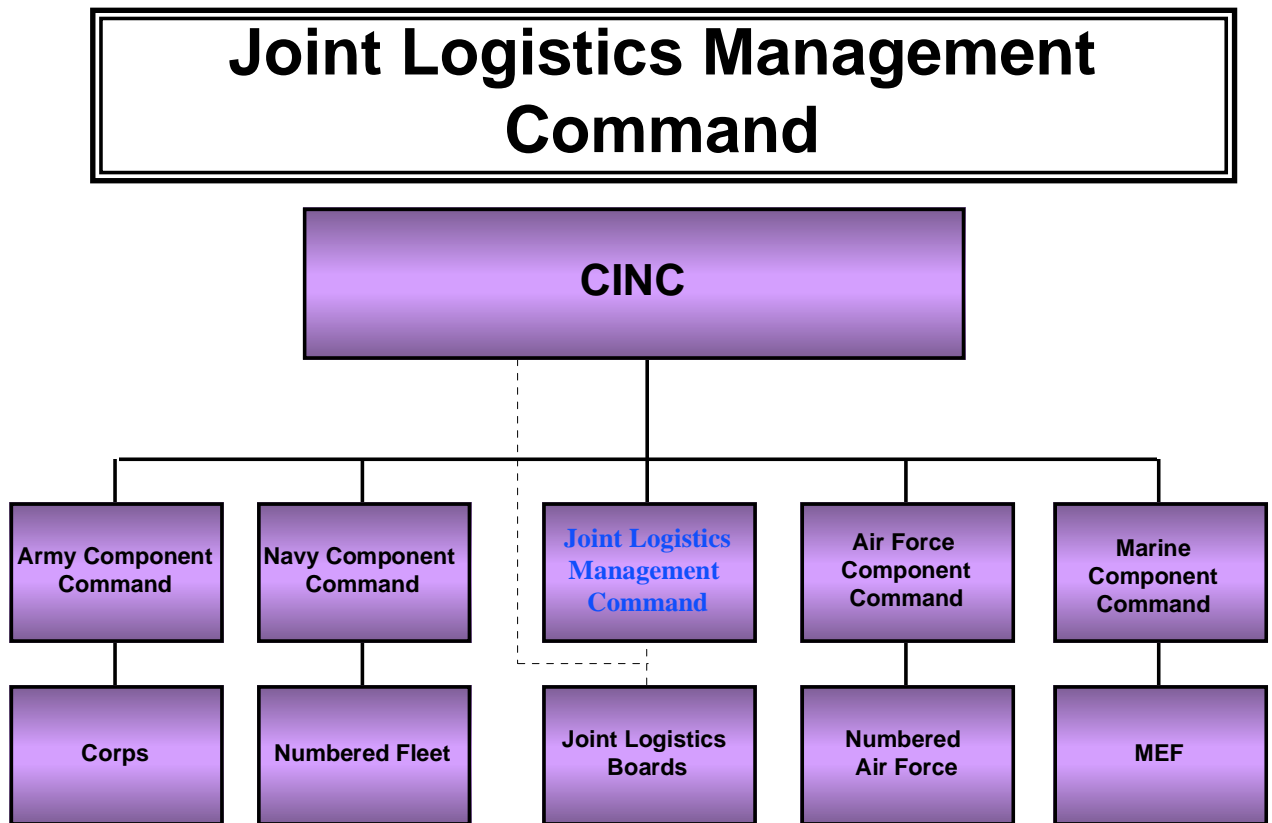 Joint Logistics Management
Command
CINC
Army Component
Command
Navy Component
Command
Joint Logistics
Management
Command
Air Force
Component
Command
Marine
Component
Command
Corps
Numbered Fleet
Joint Logistics
Boards
Numbered
Air Force
MEF